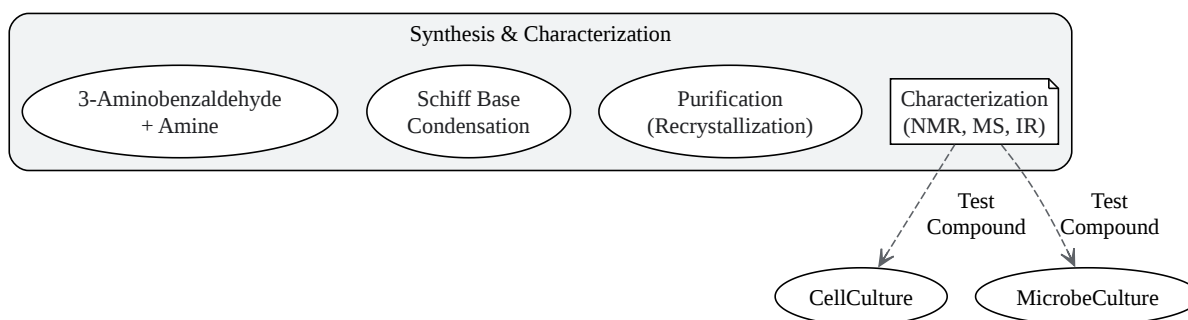 Synthesis & Characterization
3-Aminobenzaldehyde
+ Amine
Schiff Base
Condensation
Purification
(Recrystallization)
Characterization
(NMR, MS, IR)
Test
Compound
Test
Compound
CellCulture
MicrobeCulture